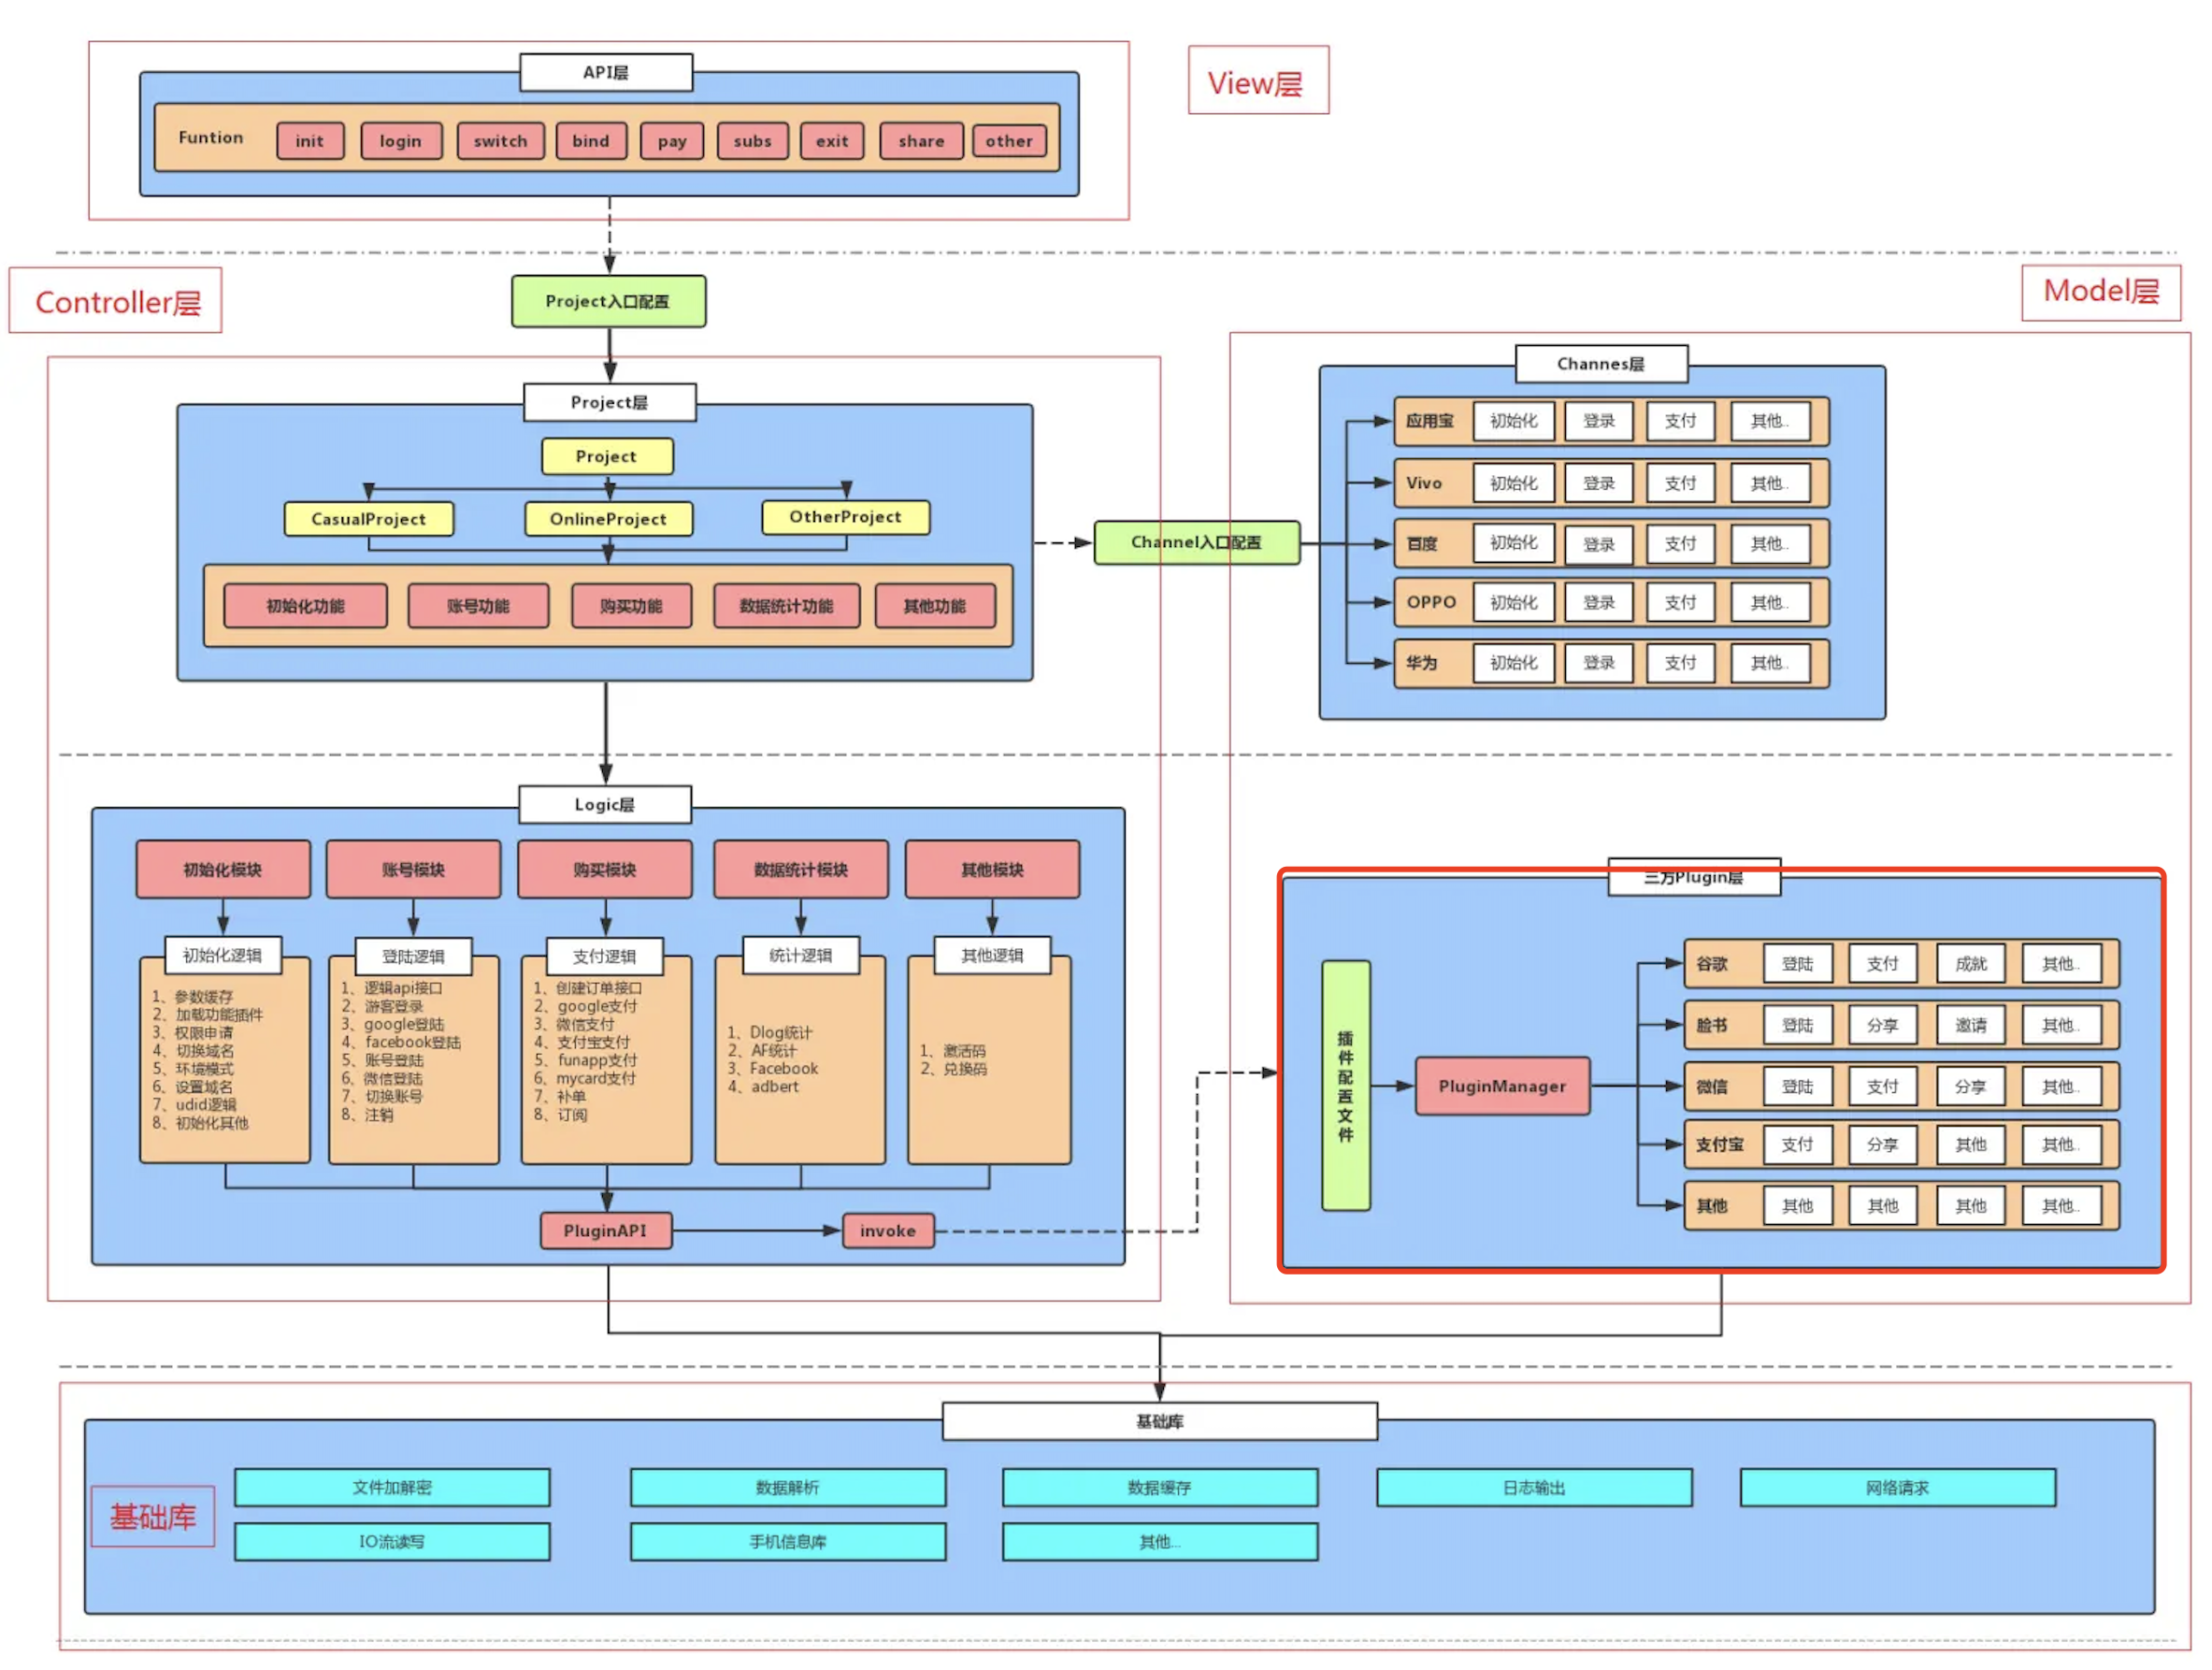 API层
View层
Funtion
init
login
switch
bind
pay
subs
exit
share
other
Controller层
Project入口配置
Model层
Project层
Project
CasualProject
OnlineProject
OtherProject
初始化功能
账号功能
购买功能
数据统计功能
其他功能
Channel入口配置
Channes层
应用宝
初始化
登录
支付
其他..
Vivo
初始化
登录
支付
其他..
百度
初始化
登录
支付
其他..
OPPO
初始化
登录
支付
其他..
华为
初始化
登录
支付
其他..
Logic层
初始化模块
账号模块
购买模块
数据统计模块
其他模块
初始化逻辑
1、参数缓存
2、加载功能插件
3、权限申请
4、切换域名
5、环境模式
6、设置域名
7、udid逻辑
8、初始化其他
登陆逻辑
1、逻辑api接口
2、游客登录
3、google登陆
4、facebook登陆
5、账号登陆
6、微信登陆
7、切换账号
8、注销
支付逻辑
1、创建订单接口
2、google支付
3、微信支付
4、支付宝支付
5、funapp支付
6、mycard支付
7、补单
8、订阅
统计逻辑
1、Dlog统计
2、AF统计
3、Facebook
4、adbert
其他逻辑
1、激活码
2、兑换码
PluginAPI
invoke
三方Plugin层
插件配置文件
PluginManager
谷歌
登陆
支付
成就
其他..
脸书
登陆
分享
邀请
其他..
微信
登陆
支付
分享
其他..
支付宝
支付
分享
其他
其他..
其他
其他
其他
其他
其他..
基础库
基础库
文件加解密
数据解析
数据缓存
日志输出
网络请求
IO流读写
手机信息库
其他...